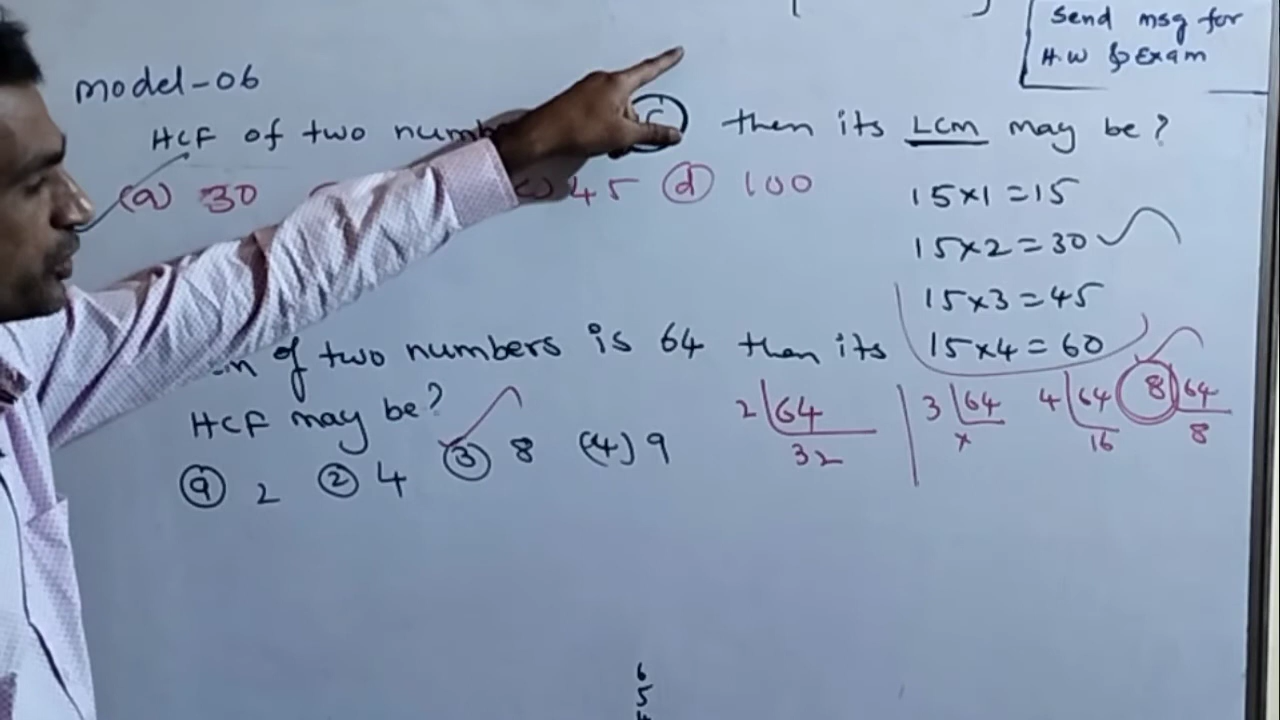 Send msg for
H.W & Exam
model-06
HCF of two then its LCM may be?
(a) 30 45 (d) 100
15×1=15
15×2=30
15×3=45
15×4=60
of two numbers is 64 then its
HCF may be?
(a) 2 (2) 4 (3) 8 (4) 9
2 64 3 64 4 64 8 64
32 × 16 8
6
5